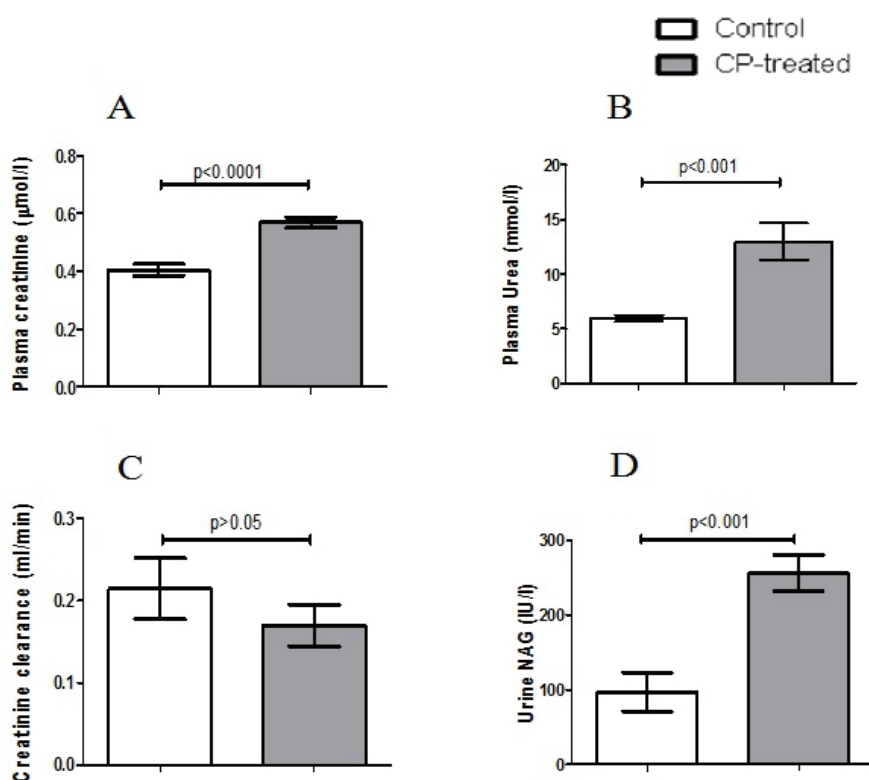 Control
CP-treated
A
Plasma creatinine (µmol/l)
0.8
0.6
0.4
0.2
0.0
p<0.0001
B
Plasma Urea (mmol/l)
20
15
10
5
0
p<0.001
C
Creatinine clearance (ml/min)
0.3
0.2
0.1
0.0
p>0.05
D
Urine NAG (IU/l)
300
200
100
0
p<0.001